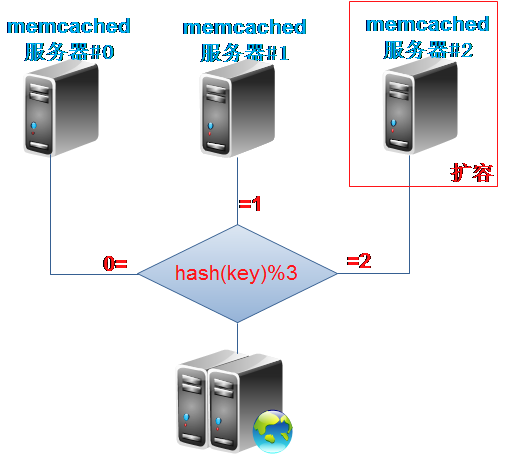 memcached
服务器#0
memcached
服务器#1
memcached
服务器#2
扩容
=1
0=
hash(key)%3
=2